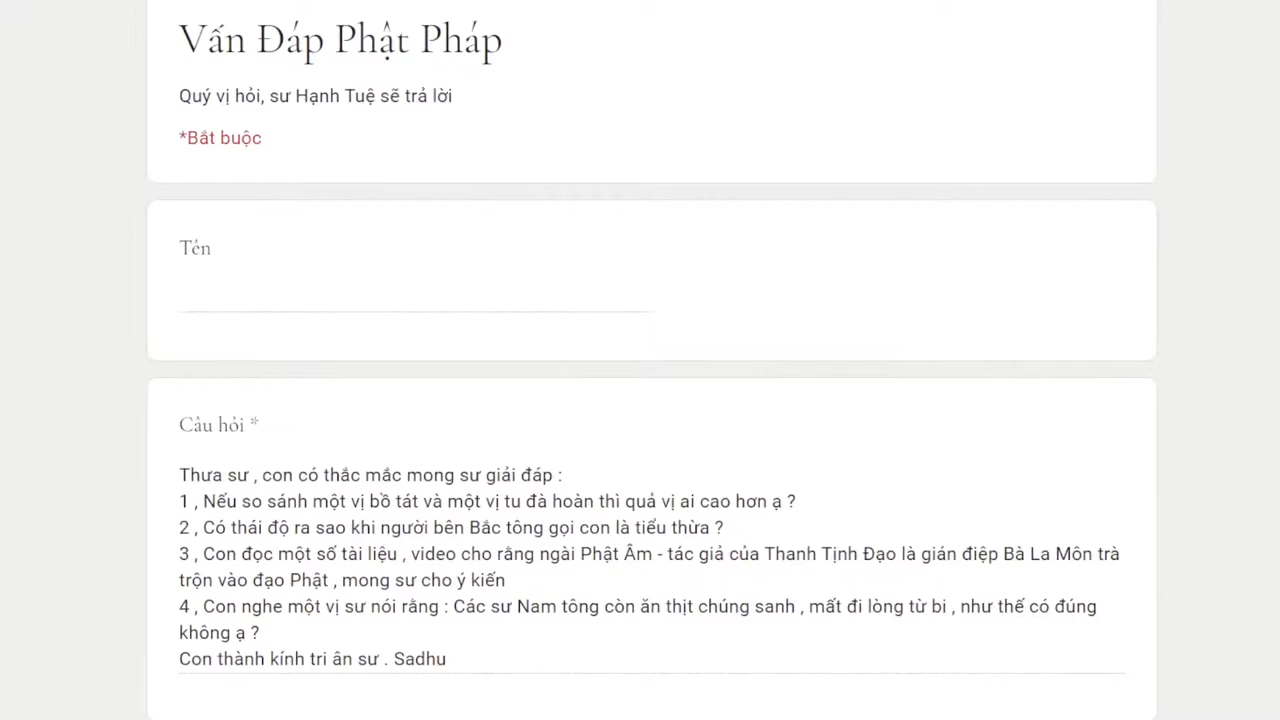 Vấn Đáp Phật Pháp
Quý vị hỏi, sư Hạnh Tuệ sẽ trả lời
*Bắt buộc
Tên
Câu hỏi *
Thưa sư , con có thắc mắc mong sư giải đáp :
1 , Nếu so sánh một vị bồ tát và một vị tu đà hoàn thì quả vị ai cao hơn ạ ?
2 , Có thái độ ra sao khi người bên Bắc tông gọi con là tiểu thừa ?
3 , Con đọc một số tài liệu , video cho rằng ngài Phật Âm - tác giả của Thanh Tịnh Đạo là gián điệp Bà La Môn trà
trộn vào đạo Phật , mong sư cho ý kiến
4 , Con nghe một vị sư nói rằng : Các sư Nam tông còn ăn thịt chúng sanh , mất đi lòng từ bi , như thế có đúng
không ạ ?
Con thành kính tri ân sư . Sadhu